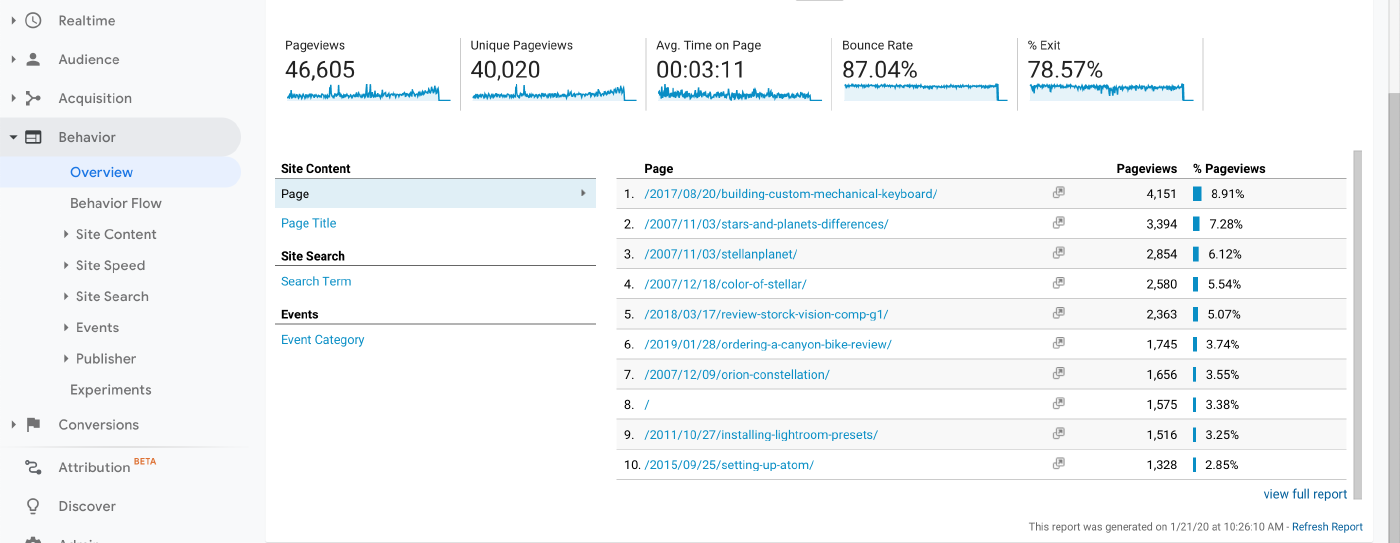 Realtime
Audience
Acquisition
Behavior
Overview
Behavior Flow
Site Content
Site Speed
Site Search
Events
Publisher
Experiments
Conversions
Attribution BETA
Discover
Admin
Pageviews
46,605
Unique Pageviews
40,020
Avg. Time on Page
00:03:11
Bounce Rate
87.04%
% Exit
78.57%
Site Content
Page
Page Title
Site Search
Search Term
Events
Event Category
Page Pageviews % Pageviews
1. /2017/08/20/building-custom-mechanical-keyboard/ 4,151 8.91%
2. /2007/11/03/stars-and-planets-differences/ 3,394 7.28%
3. /2007/11/03/stellanplanet/ 2,854 6.12%
4. /2007/12/18/color-of-stellar/ 2,580 5.54%
5. /2018/03/17/review-storck-vision-comp-g1/ 2,363 5.07%
6. /2019/01/28/ordering-a-canyon-bike-review/ 1,745 3.74%
7. /2007/12/09/orion-constellation/ 1,656 3.55%
8. / 1,575 3.38%
9. /2011/10/27/installing-lightroom-presets/ 1,516 3.25%
10. /2015/09/25/setting-up-atom/ 1,328 2.85%
view full report
This report was generated on 1/21/20 at 10:26:10 AM - Refresh Report